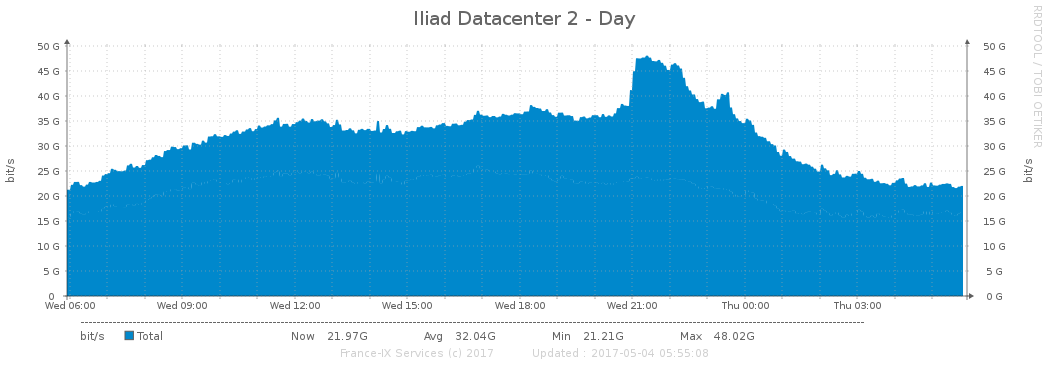 Iliad Datacenter 2 - Day
RRDTOOL / TOBI OETIKER
50 G 50 G
45 G 45 G
40 G 40 G
35 G 35 G
30 G 30 G
25 G 25 G
20 G 20 G
15 G 15 G
10 G 10 G
5 G 5 G
0 0 G
bit/s bit/s
Wed 06:00 Wed 09:00 Wed 12:00 Wed 15:00 Wed 18:00 Wed 21:00 Thu 00:00 Thu 03:00
bit/s Total Now 21.97G Avg 32.04G Min 21.21G Max 48.02G
France-IX Services (c) 2017 Updated : 2017-05-04 05:55:08